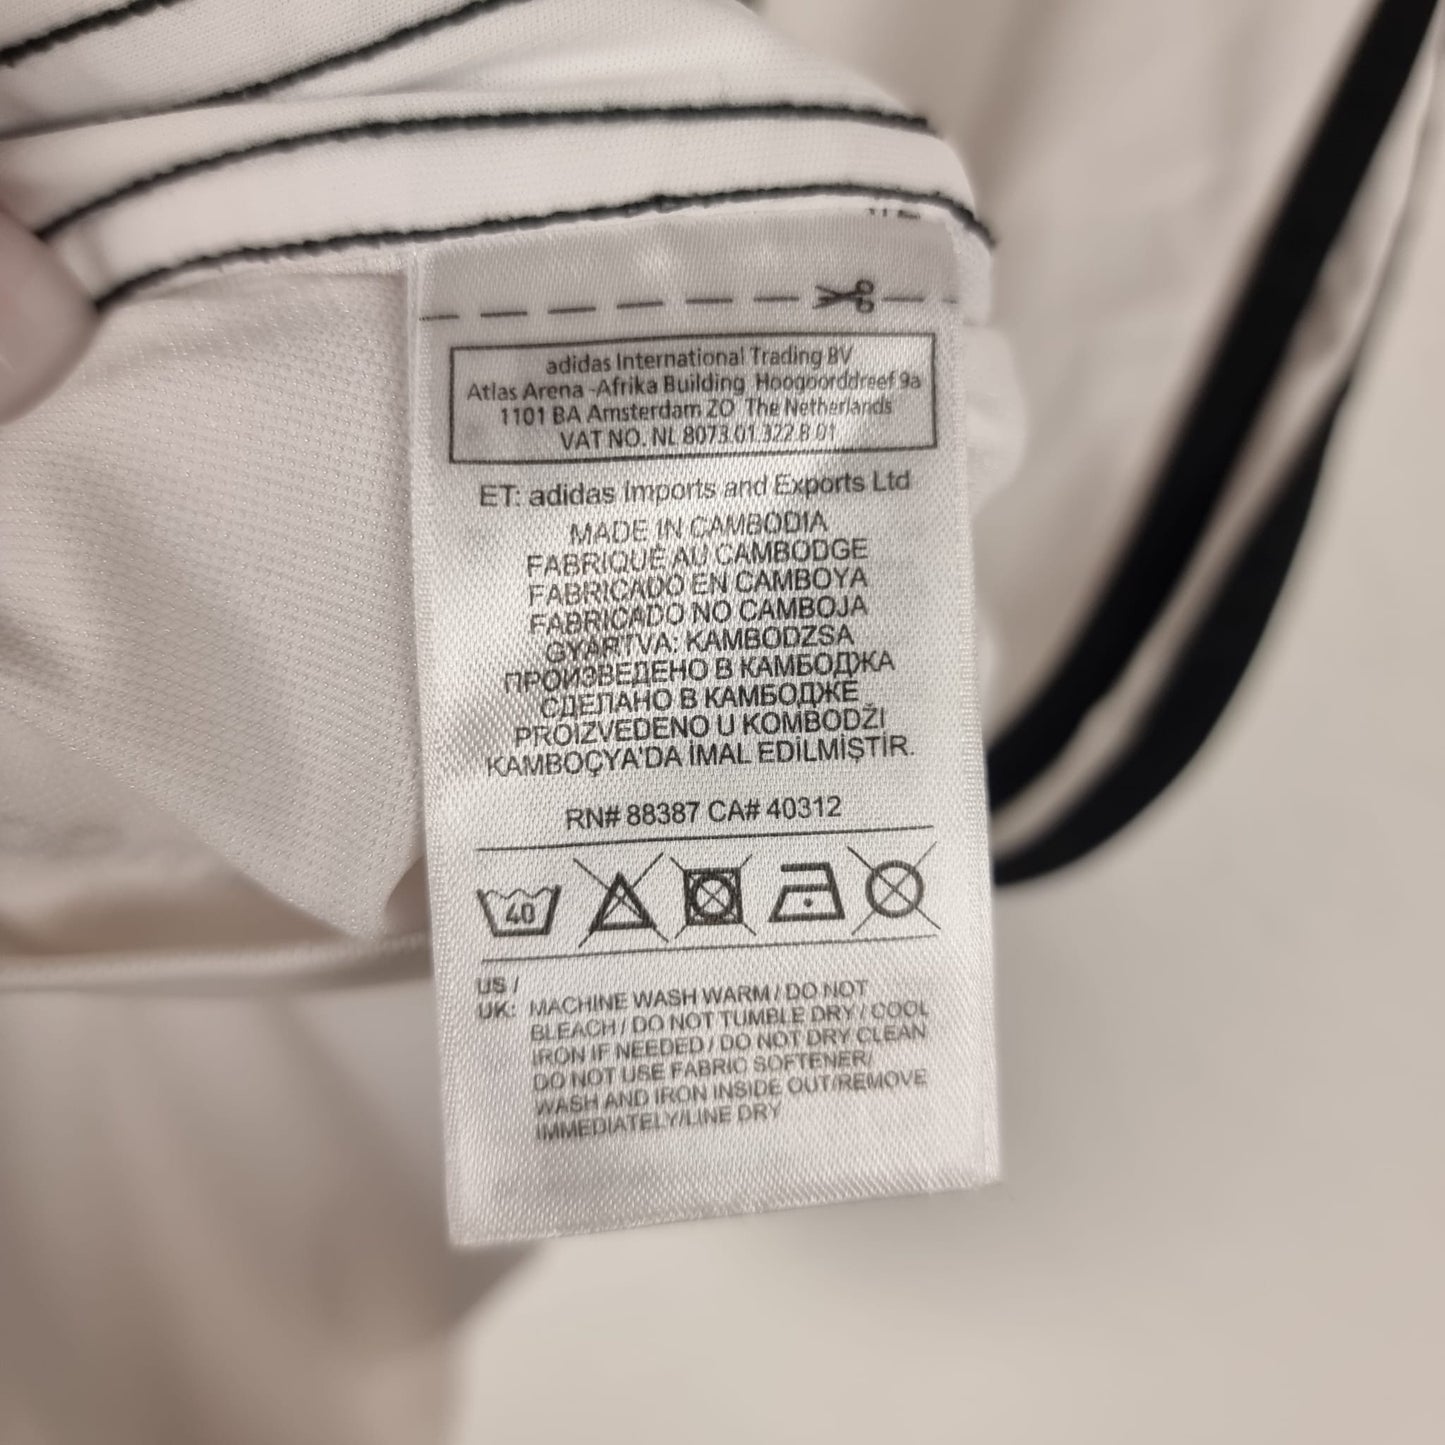 adidas International Trading BV
Atlas Arena -Afrika Building Hoogoorddreef 9a
1101 BA Amsterdam ZO The Netherlands
VAT NO. NL 8073.01.322.B.01
ET: adidas Imports and Exports Ltd
MADE IN CAMBODIA
FABRIQUÉ AU CAMBODGE
FABRICADO EN CAMBOYA
FABRICADO NO CAMBOJA
GYÁRTVA: KAMBODZSA
ПРОИЗВЕДЕНО В КАМБОДЖА
СДЕЛАНО В КАМБОДЖЕ
PROIZVEDENO U KOMBODŽI
KAMBOÇYA'DA İMAL EDİLMİŞTİR.
RN# 88387 CA# 40312
40
US /
UK: MACHINE WASH WARM / DO NOT
BLEACH / DO NOT TUMBLE DRY / COOL
IRON IF NEEDED / DO NOT DRY CLEAN
DO NOT USE FABRIC SOFTENER/
WASH AND IRON INSIDE OUT/REMOVE
IMMEDIATELY/LINE DRY